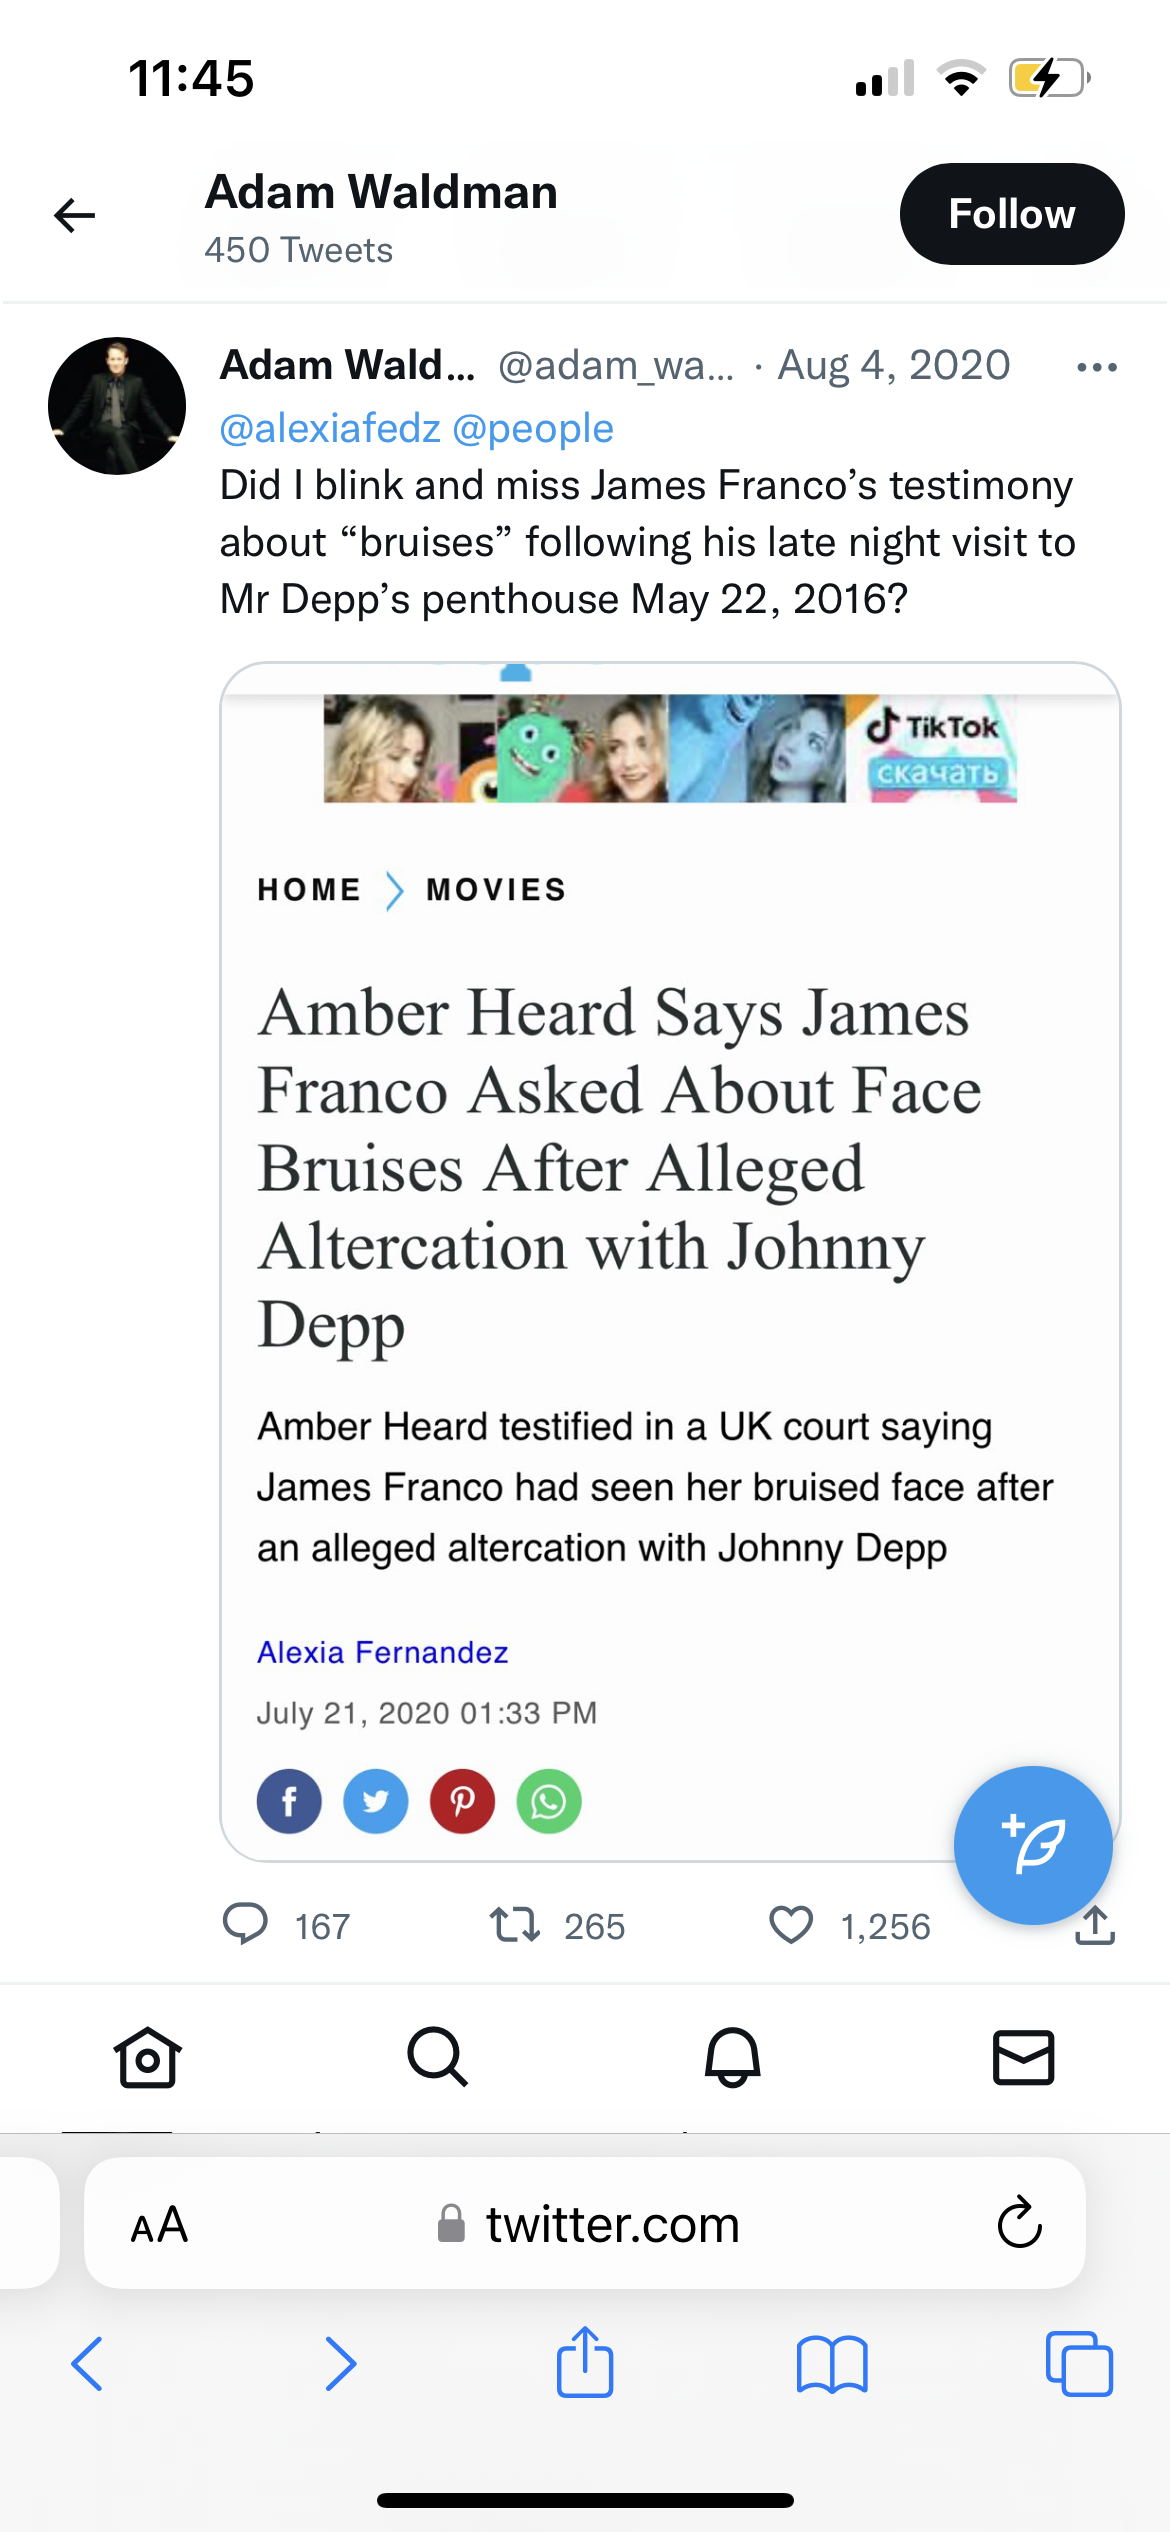 11:45
Adam Waldman
450 Tweets
Follow
Adam Wald... @adam_wa... · Aug 4, 2020
@alexiafedz @people
Did I blink and miss James Franco’s testimony
about “bruises” following his late night visit to
Mr Depp’s penthouse May 22, 2016?
TikTok
скачать
HOME > MOVIES
Amber Heard Says James
Franco Asked About Face
Bruises After Alleged
Altercation with Johnny
Depp
Amber Heard testified in a UK court saying
James Franco had seen her bruised face after
an alleged altercation with Johnny Depp
Alexia Fernandez
July 21, 2020 01:33 PM
167 265 1,256
AA twitter.com